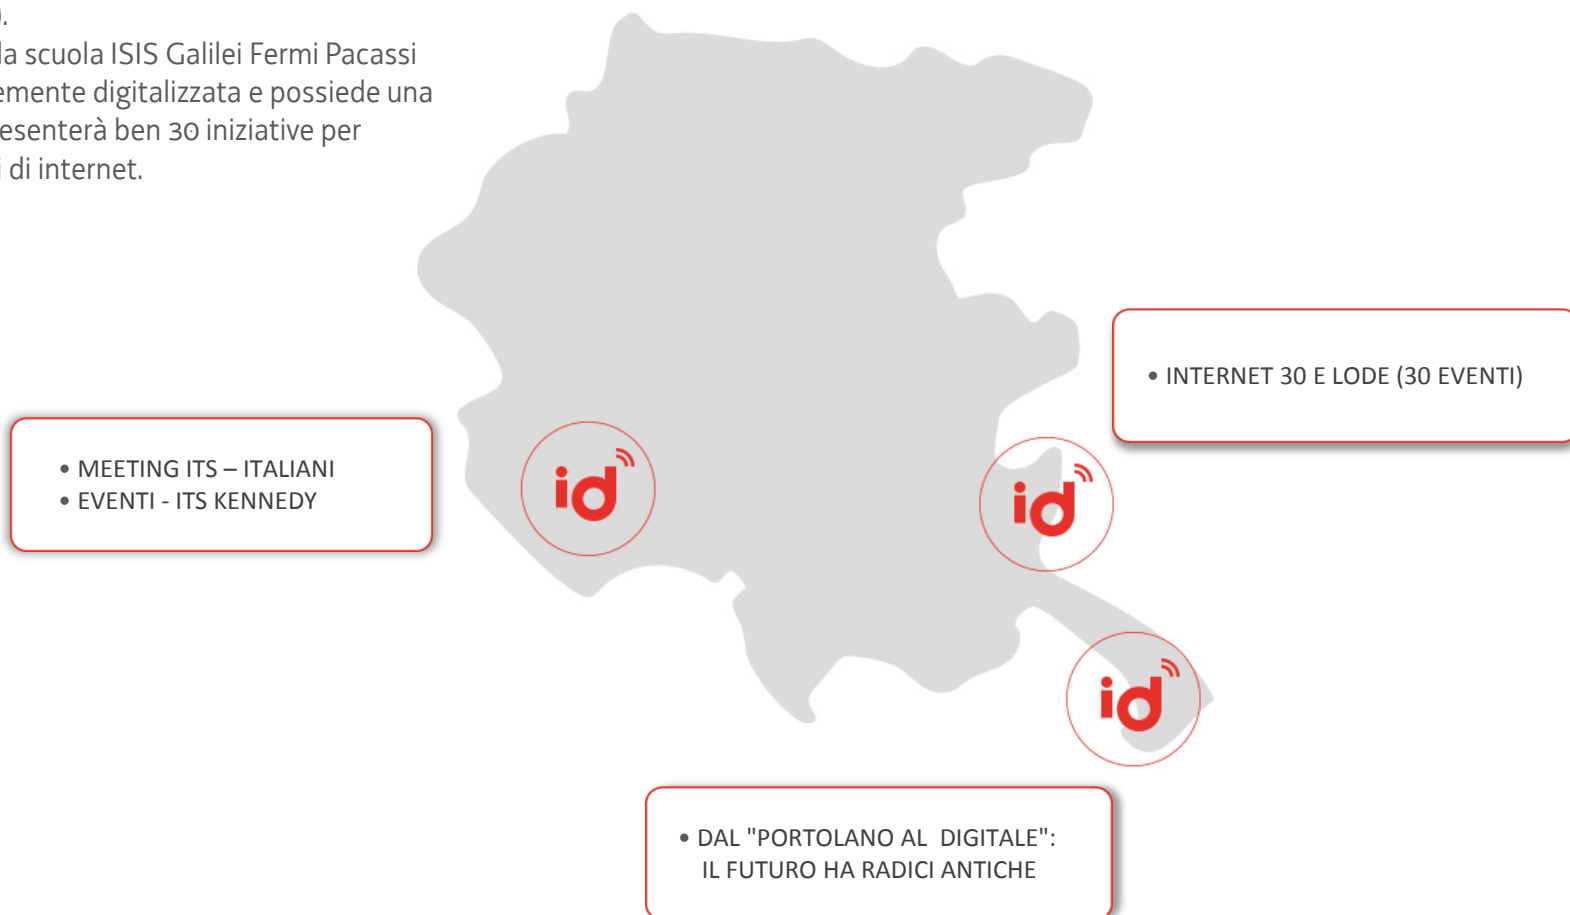 ).
la scuola ISIS Galilei Fermi Pacassi
emente digitalizzata e possiede una
esenterà ben 30 iniziative per
i di internet.
• INTERNET 30 E LODE (30 EVENTI)
• MEETING ITS – ITALIANI
• EVENTI - ITS KENNEDY
id
id
id
• DAL "PORTOLANO AL DIGITALE":
IL FUTURO HA RADICI ANTICHE